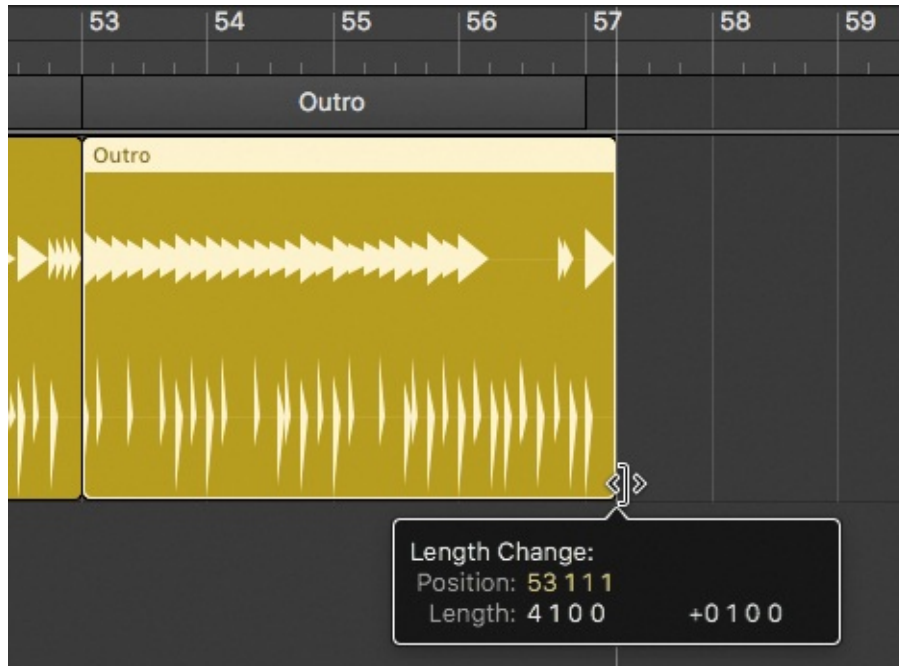 53 54 55 56 57 58 59
Outro
Outro
Length Change:
Position: 53 1 1 1
Length: 4 1 0 0 +0 1 0 0